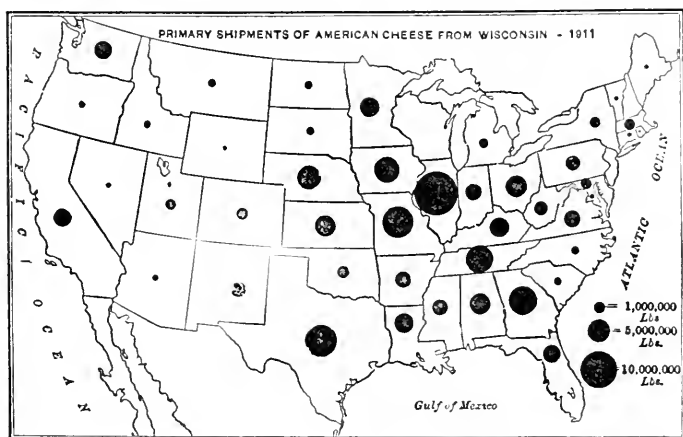 PRIMARY SHIPMENTS OF AMERICAN CHEESE FROM WISCONSIN - 1911
PACIFIC OCEAN
ATLANTIC OCEAN
= 1,000,000
Lbs
= 5,000,000
Lbs.
= 10,000,000
Lbs.
Gulf of Mexico